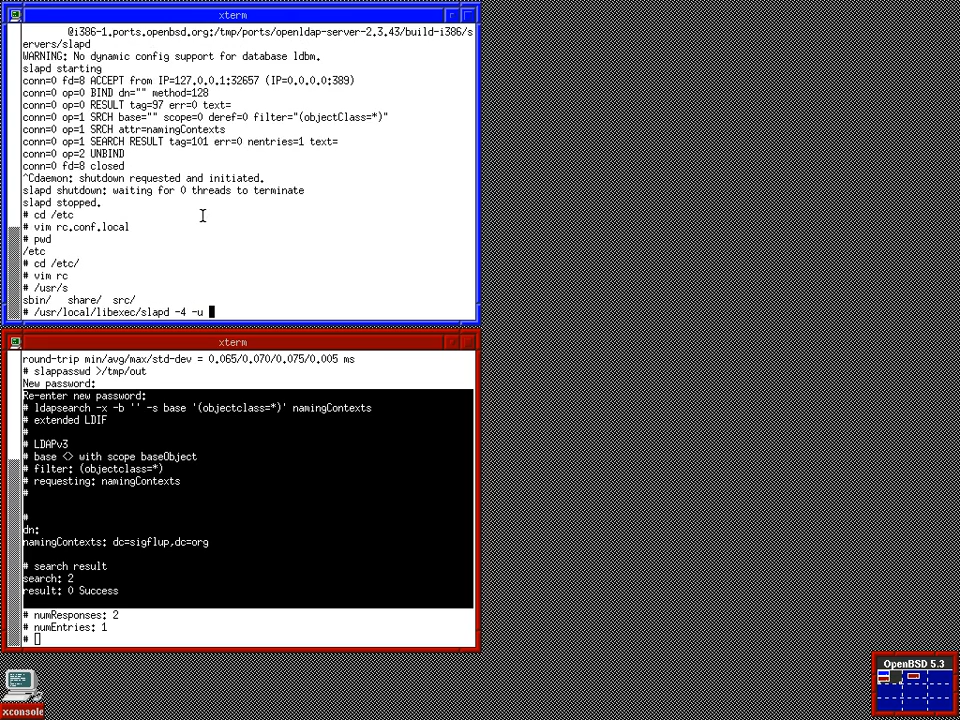 xterm
@i386-1.ports.openbsd.org:/tmp/ports/openldap-server-2.3.43/build-i386/s
ervers/slapd
WARNING: No dynamic config support for database ldbm.
slapd starting
conn=0 fd=8 ACCEPT from IP=127.0.0.1:32657 (IP=0.0.0.0:389)
conn=0 op=0 BIND dn="" method=128
conn=0 op=0 RESULT tag=97 err=0 text=
conn=0 op=1 SRCH base="" scope=0 deref=0 filter="(objectClass=*)"
conn=0 op=1 SRCH attr=namingContexts
conn=0 op=1 SEARCH RESULT tag=101 err=0 nentries=1 text=
conn=0 op=2 UNBIND
conn=0 fd=8 closed
^Cdaemon: shutdown requested and initiated.
slapd shutdown: waiting for 0 threads to terminate
slapd stopped.
# cd /etc
# vim rc.conf.local
# pwd
/etc
# cd /etc/
# vim rc
# /usr/s
sbin/ share/ src/
# /usr/local/libexec/slapd -4 -u
xterm
round-trip min/avg/max/std-dev = 0.065/0.070/0.075/0.005 ms
# slappasswd >/tmp/out
New password:
Re-enter new password:
# ldapsearch -x -b '' -s base '(objectclass=*)' namingContexts
# extended LDIF
#
# LDAPv3
# base <> with scope baseObject
# filter: (objectclass=*)
# requesting: namingContexts
#
#
dn:
namingContexts: dc=sigflup,dc=org
# search result
search: 2
result: 0 Success
# numResponses: 2
# numEntries: 1
#
xconsole
OpenBSD 5.3